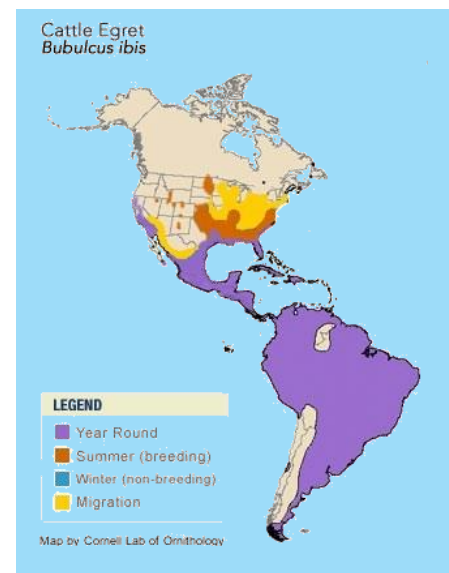 Cattle Egret
Bubulcus ibis
LEGEND
Year Round
Summer (breeding)
Winter (non-breeding)
Migration
Map by Cornell Lab of Ornithology